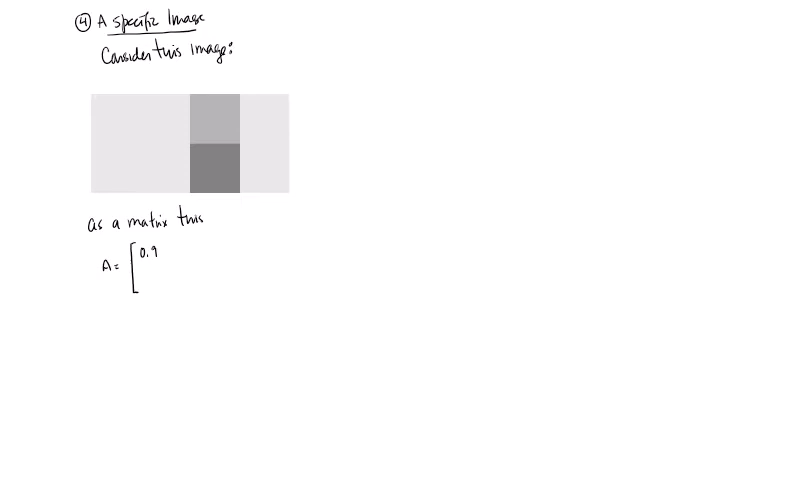 ④ A Specific Image
Consider this image:
as a matrix this
A = [ 0.9